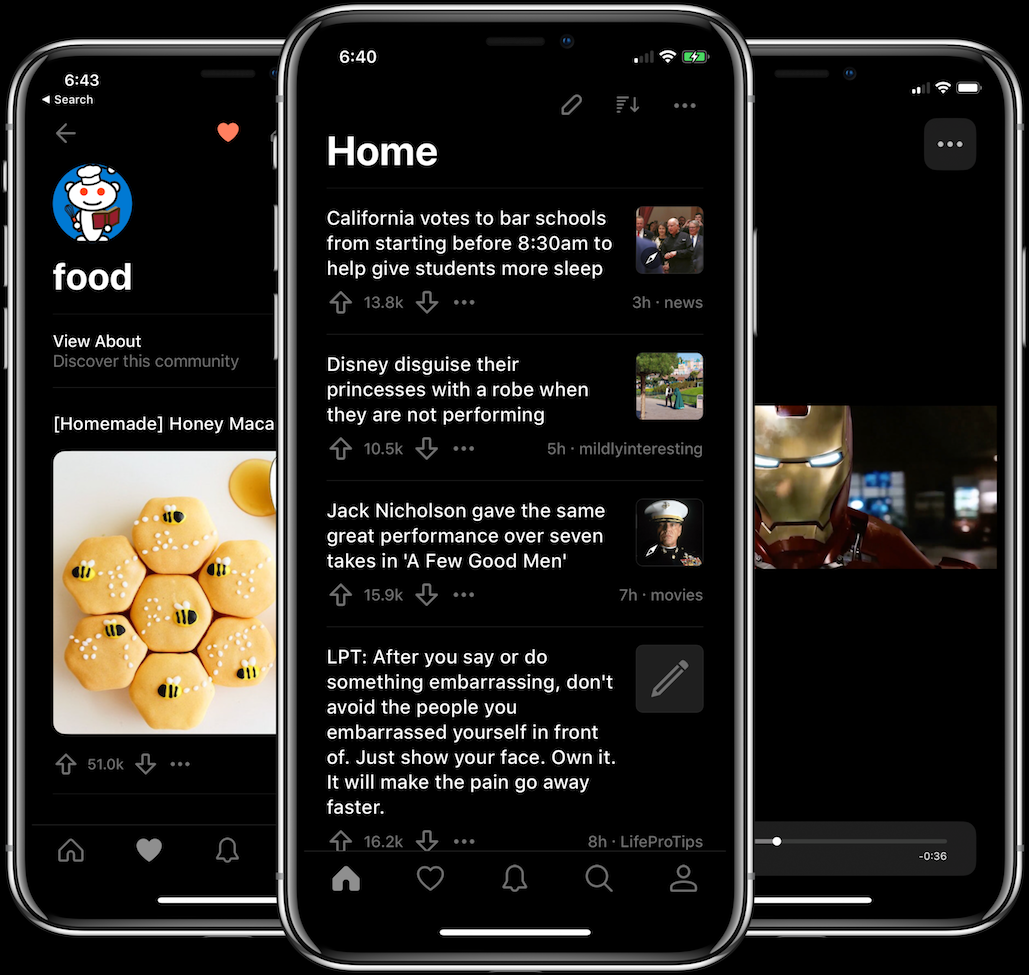 6:43
Search
food
View About
Discover this community
[Homemade] Honey Maca
51.0k
6:40
Home
California votes to bar schools
from starting before 8:30am to
help give students more sleep
13.8k
3h · news
Disney disguise their
princesses with a robe when
they are not performing
10.5k
5h · mildlyinteresting
Jack Nicholson gave the same
great performance over seven
takes in 'A Few Good Men'
15.9k
7h · movies
LPT: After you say or do
something embarrassing, don't
avoid the people you
embarrassed yourself in front
of. Just show your face. Own it.
It will make the pain go away
faster.
16.2k
8h · LifeProTips
-0:36